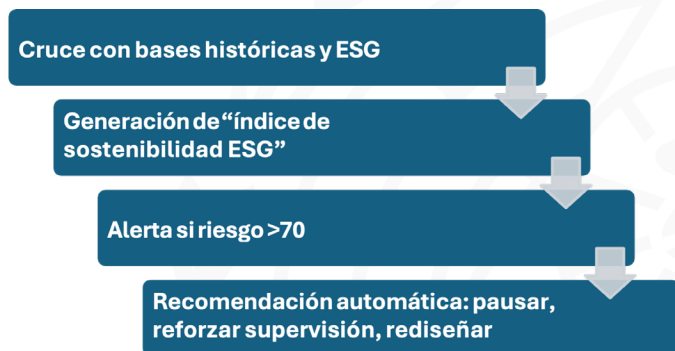 Cruce con bases históricas y ESG
Generación de “índice de
sostenibilidad ESG”
Alerta si riesgo >70
Recomendación automática: pausar,
reforzar supervisión, rediseñar